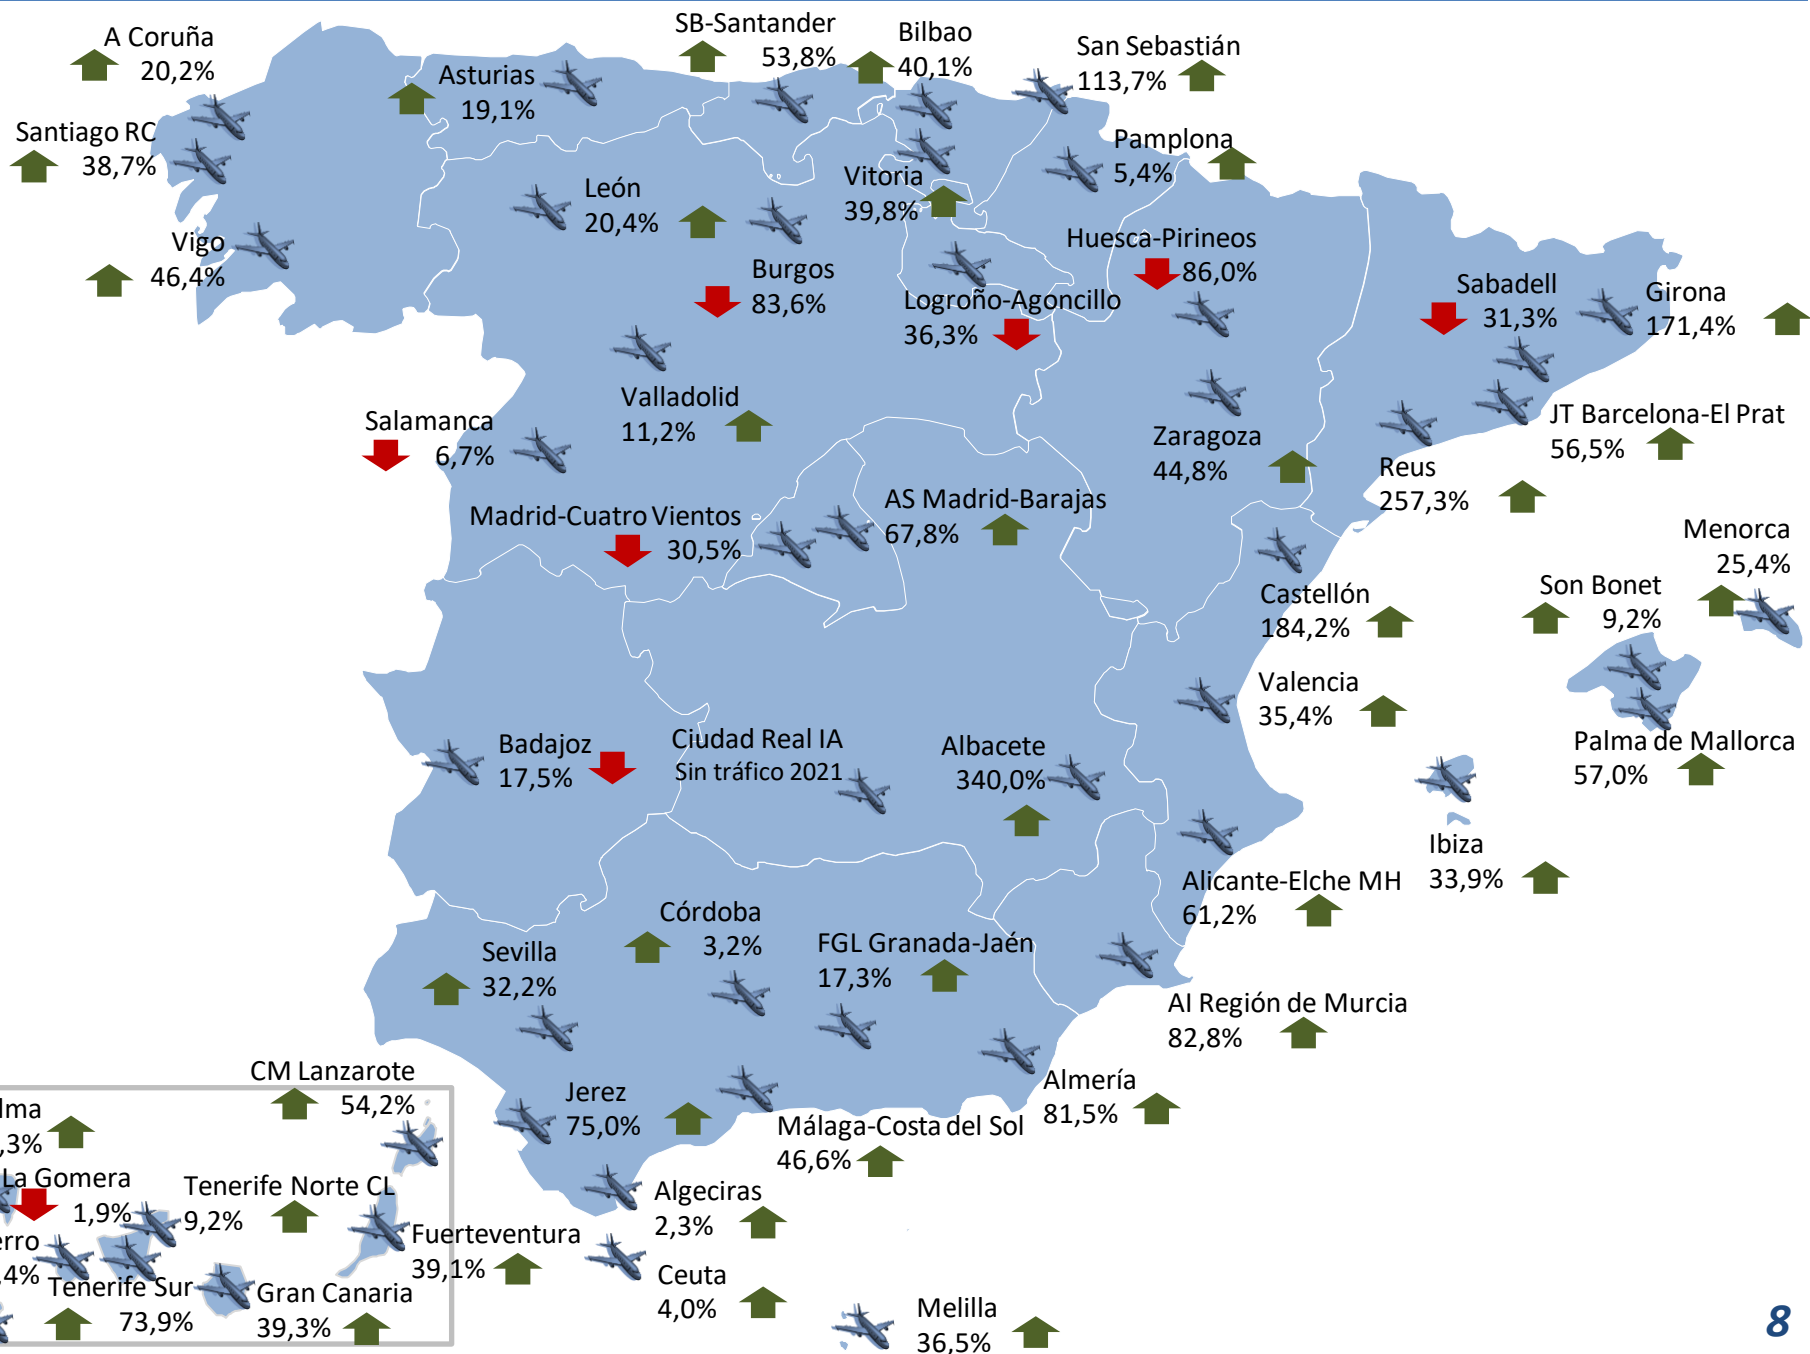 A Coruña
20,2%
SB-Santander
53,8%
Bilbao
40,1%
San Sebastián
113,7%
Asturias
19,1%
Santiago RC
38,7%
Pamplona
5,4%
León
20,4%
Vitoria
39,8%
Vigo
46,4%
Burgos
83,6%
Huesca-Pirineos
86,0%
Logroño-Agoncillo
36,3%
Sabadell
31,3%
Girona
171,4%
Valladolid
11,2%
Salamanca
6,7%
Zaragoza
44,8%
JT Barcelona-El Prat
56,5%
Reus
257,3%
Madrid-Cuatro Vientos
30,5%
AS Madrid-Barajas
67,8%
Menorca
25,4%
Son Bonet
9,2%
Castellón
184,2%
Valencia
35,4%
Palma de Mallorca
57,0%
Badajoz
17,5%
Ciudad Real IA
Sin tráfico 2021
Albacete
340,0%
Ibiza
33,9%
Alicante-Elche MH
61,2%
Córdoba
3,2%
FGL Granada-Jaén
17,3%
Sevilla
32,2%
AI Región de Murcia
82,8%
CM Lanzarote
54,2%
Almería
81,5%
Jerez
75,0%
Málaga-Costa del Sol
46,6%
lma
,3%
La Gomera
1,9%
Tenerife Norte CL
9,2%
Algeciras
2,3%
erro
,4%
Fuerteventura
39,1%
Tenerife Sur
73,9%
Gran Canaria
39,3%
Ceuta
4,0%
Melilla
36,5%
8